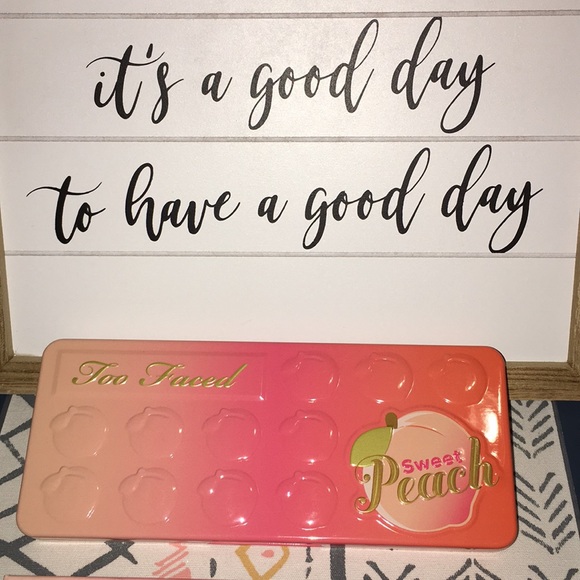 it's a good day
to have a good day
Too Faced
Sweet
Peach